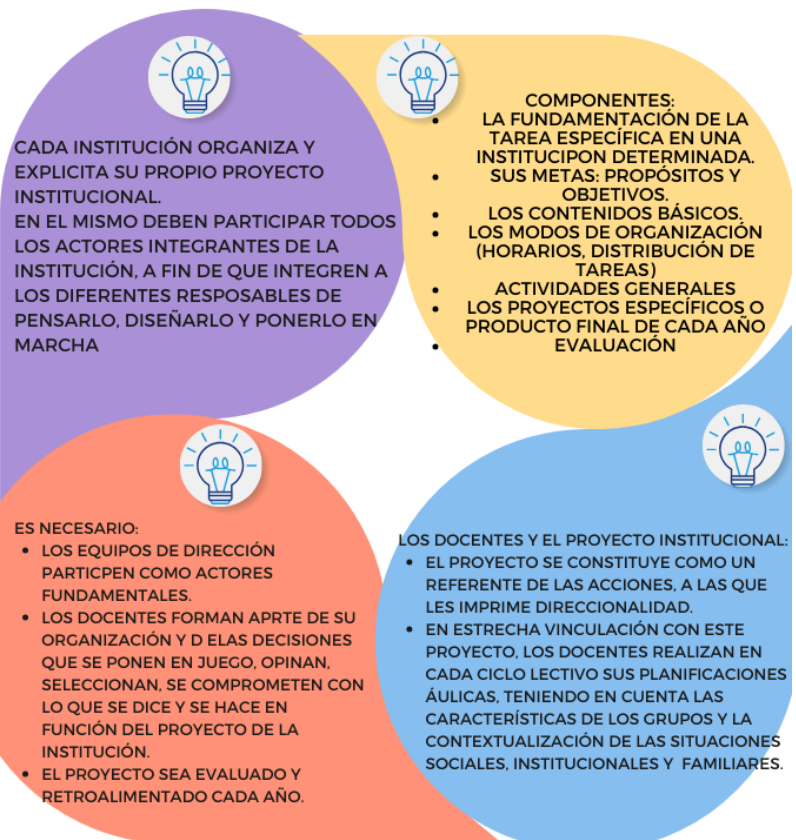 CADA INSTITUCIÓN ORGANIZA Y
EXPLICITA SU PROPIO PROYECTO
INSTITUCIONAL.
EN EL MISMO DEBEN PARTICIPAR TODOS
LOS ACTORES INTEGRANTES DE LA
INSTITUCIÓN, A FIN DE QUE INTEGREN A
LOS DIFERENTES RESPOSABLES DE
PENSARLO, DISEÑARLO Y PONERLO EN
MARCHA
COMPONENTES:
• LA FUNDAMENTACIÓN DE LA
TAREA ESPECÍFICA EN UNA
INSTITUCIPON DETERMINADA.
• SUS METAS: PROPÓSITOS Y
OBJETIVOS.
• LOS CONTENIDOS BÁSICOS.
• LOS MODOS DE ORGANIZACIÓN
(HORARIOS, DISTRIBUCIÓN DE
TAREAS)
• ACTIVIDADES GENERALES
• LOS PROYECTOS ESPECÍFICOS O
PRODUCTO FINAL DE CADA AÑO
• EVALUACIÓN
ES NECESARIO:
• LOS EQUIPOS DE DIRECCIÓN
PARTICPEN COMO ACTORES
FUNDAMENTALES.
• LOS DOCENTES FORMAN APRTE DE SU
ORGANIZACIÓN Y D ELAS DECISIONES
QUE SE PONEN EN JUEGO, OPINAN,
SELECCIONAN, SE COMPROMETEN CON
LO QUE SE DICE Y SE HACE EN
FUNCIÓN DEL PROYECTO DE LA
INSTITUCIÓN.
• EL PROYECTO SEA EVALUADO Y
RETROALIMENTADO CADA AÑO.
LOS DOCENTES Y EL PROYECTO INSTITUCIONAL:
• EL PROYECTO SE CONSTITUYE COMO UN
REFERENTE DE LAS ACCIONES, A LAS QUE
LES IMPRIME DIRECCIONALIDAD.
• EN ESTRECHA VINCULACIÓN CON ESTE
PROYECTO, LOS DOCENTES REALIZAN EN
CADA CICLO LECTIVO SUS PLANIFICACIONES
ÁULICAS, TENIENDO EN CUENTA LAS
CARACTERÍSTICAS DE LOS GRUPOS Y LA
CONTEXTUALIZACIÓN DE LAS SITUACIONES
SOCIALES, INSTITUCIONALES Y FAMILIARES.